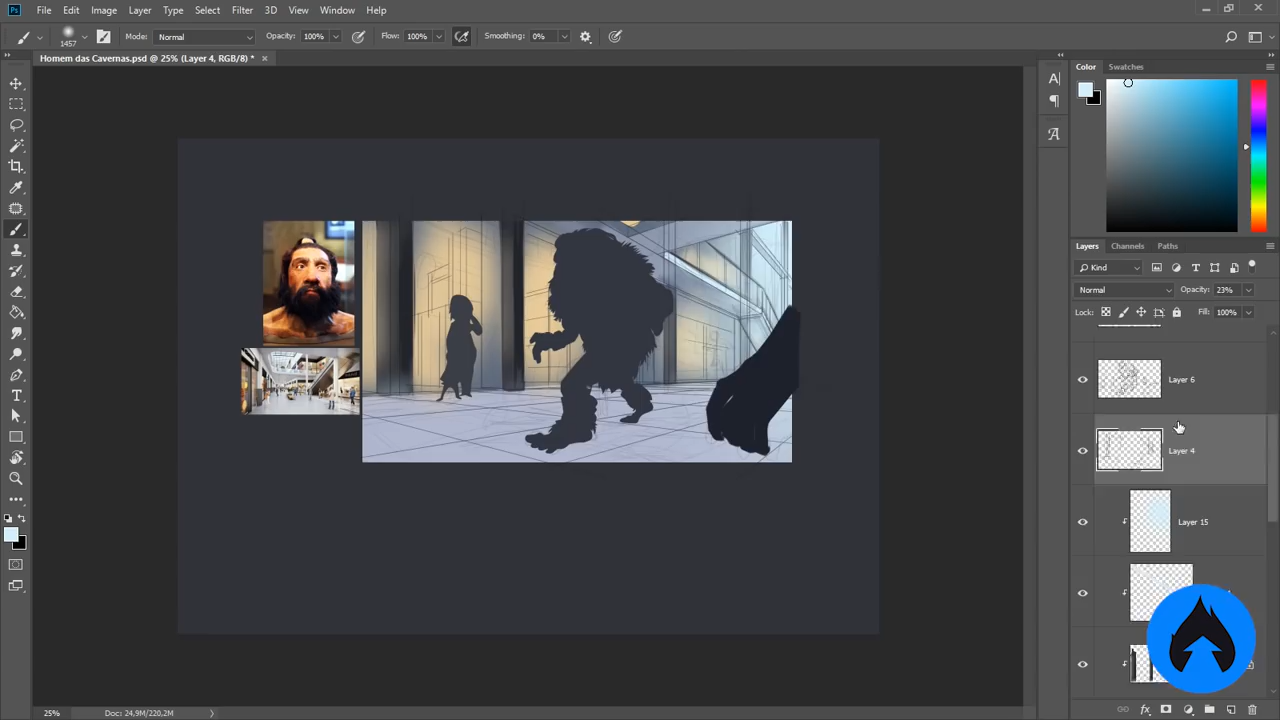 Ps File Edit Image Layer Type Select Filter 3D View Window Help
1457 Mode: Normal Opacity: 100% Flow: 100% Smoothing: 0%
Homem das Cavernas.psd @ 25% (Layer 4, RGB/8) * ×
Color Swatches
Layers Channels Paths
Kind
Normal Opacity: 23%
Lock: Fill: 100%
Layer 6
Layer 4
Layer 15
25% Doc: 24,9M/220,2M